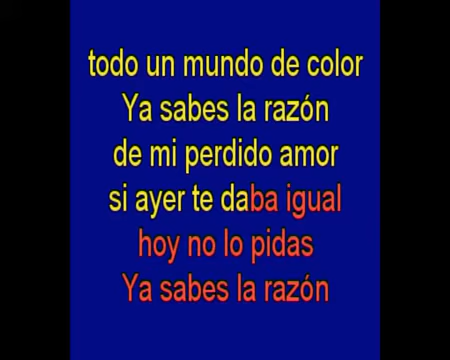 todo un mundo de color
Ya sabes la razón
de mi perdido amor
si ayer te daba igual
hoy no lo pidas
Ya sabes la razón